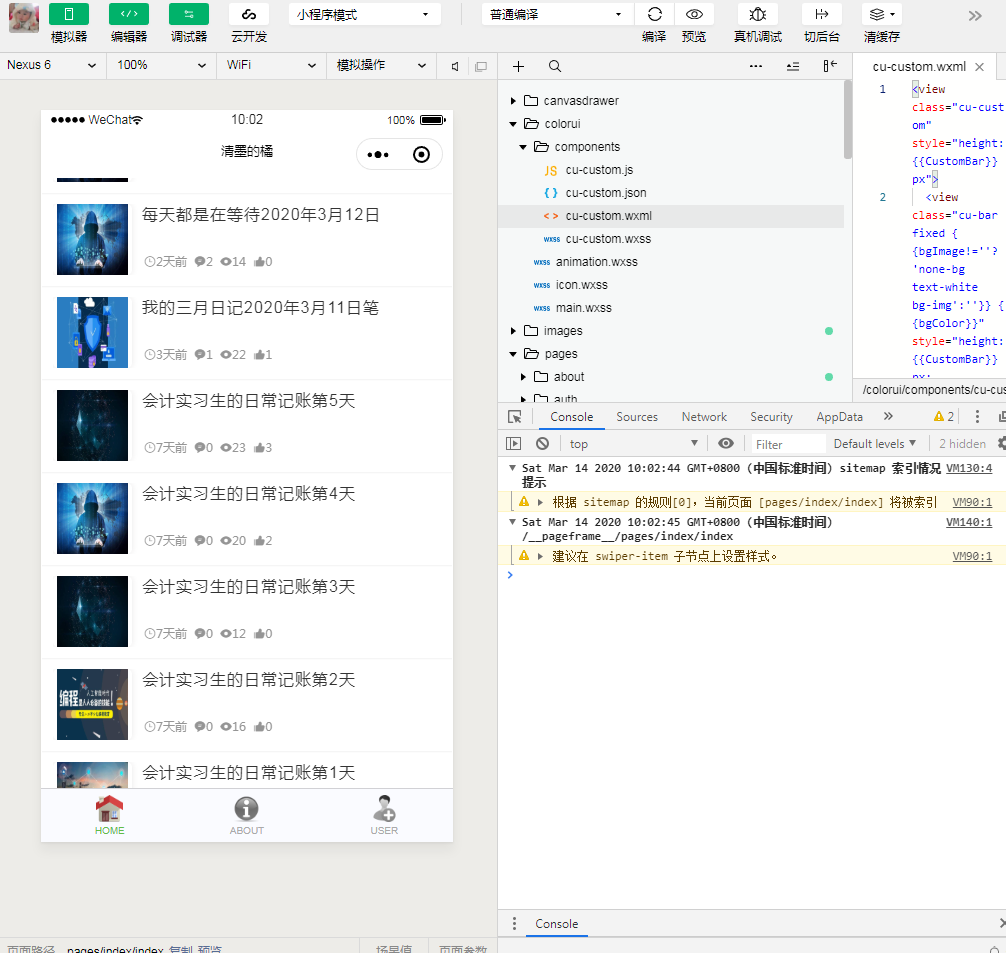 模拟器 编辑器 调试器 云开发 小程序模式 普通编译 编译 预览 真机调试 切后台 清缓存
Nexus 6 100% WiFi 模拟操作
WeChat 10:02 100%
清墨的橘
每天都是在等待2020年3月12日
2天前 2 14 0
我的三月日记2020年3月11日笔
3天前 1 22 1
会计实习生的日常记账第5天
7天前 0 23 3
会计实习生的日常记账第4天
7天前 0 20 2
会计实习生的日常记账第3天
7天前 0 12 0
会计实习生的日常记账第2天
7天前 0 16 0
会计实习生的日常记账第1天
HOME ABOUT USER
页面路径 pages/index/index 复制 预览 场景值 页面参数
canvasdrawer
colorui
components
JS cu-custom.js
{ } cu-custom.json
< > cu-custom.wxml
wxss cu-custom.wxss
wxss animation.wxss
wxss icon.wxss
wxss main.wxss
images
pages
about
auth
cu-custom.wxml
1 <view
class="cu-cust
om"
style="height:
{{CustomBar}}
px">
2 <view
class="cu-bar
fixed {
{bgImage!=''?
'none-bg
text-white
bg-img':''}} {
{bgColor}}"
style="height:
{{CustomBar}}
px;
/colorui/components/cu-cus
Console Sources Network Security AppData 2
top Filter Default levels 2 hidden
Sat Mar 14 2020 10:02:44 GMT+0800 (中国标准时间) sitemap 索引情况 VM130:4
提示
根据 sitemap 的规则[0]，当前页面 [pages/index/index] 将被索引 VM90:1
Sat Mar 14 2020 10:02:45 GMT+0800 (中国标准时间) VM140:1
/__pageframe__/pages/index/index
建议在 swiper-item 子节点上设置样式。 VM90:1
Console